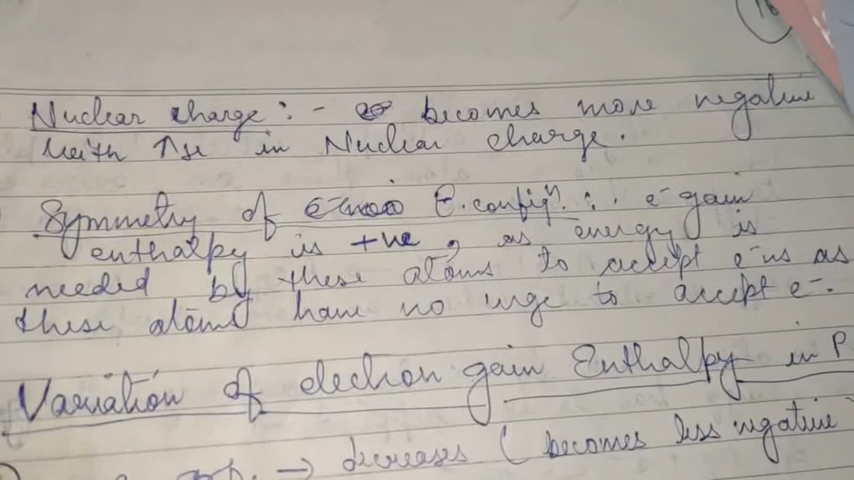 Nuclear charge :- becomes more negative
with ↑se in Nuclear charge.
Symmetry of E.configⁿ. : e⁻ gain
enthalpy is +ve, as energy is
needed by these atoms to accept e⁻ns as
these atoms have no urge to accept e⁻.
Variation of electron gain Enthalpy in P.
→ decreases (becomes less negative